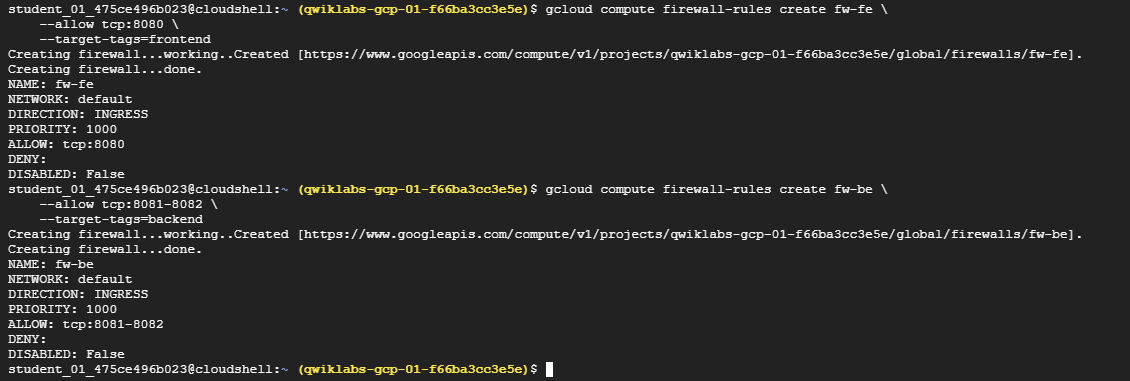 student_01_475ce496b023@cloudshell:~ (qwiklabs-gcp-01-f66ba3cc3e5e)$ gcloud compute firewall-rules create fw-fe \
    --allow tcp:8080 \
    --target-tags=frontend
Creating firewall...working..Created [https://www.googleapis.com/compute/v1/projects/qwiklabs-gcp-01-f66ba3cc3e5e/global/firewalls/fw-fe].
Creating firewall...done.
NAME: fw-fe
NETWORK: default
DIRECTION: INGRESS
PRIORITY: 1000
ALLOW: tcp:8080
DENY:
DISABLED: False
student_01_475ce496b023@cloudshell:~ (qwiklabs-gcp-01-f66ba3cc3e5e)$ gcloud compute firewall-rules create fw-be \
    --allow tcp:8081-8082 \
    --target-tags=backend
Creating firewall...working..Created [https://www.googleapis.com/compute/v1/projects/qwiklabs-gcp-01-f66ba3cc3e5e/global/firewalls/fw-be].
Creating firewall...done.
NAME: fw-be
NETWORK: default
DIRECTION: INGRESS
PRIORITY: 1000
ALLOW: tcp:8081-8082
DENY:
DISABLED: False
student_01_475ce496b023@cloudshell:~ (qwiklabs-gcp-01-f66ba3cc3e5e)$